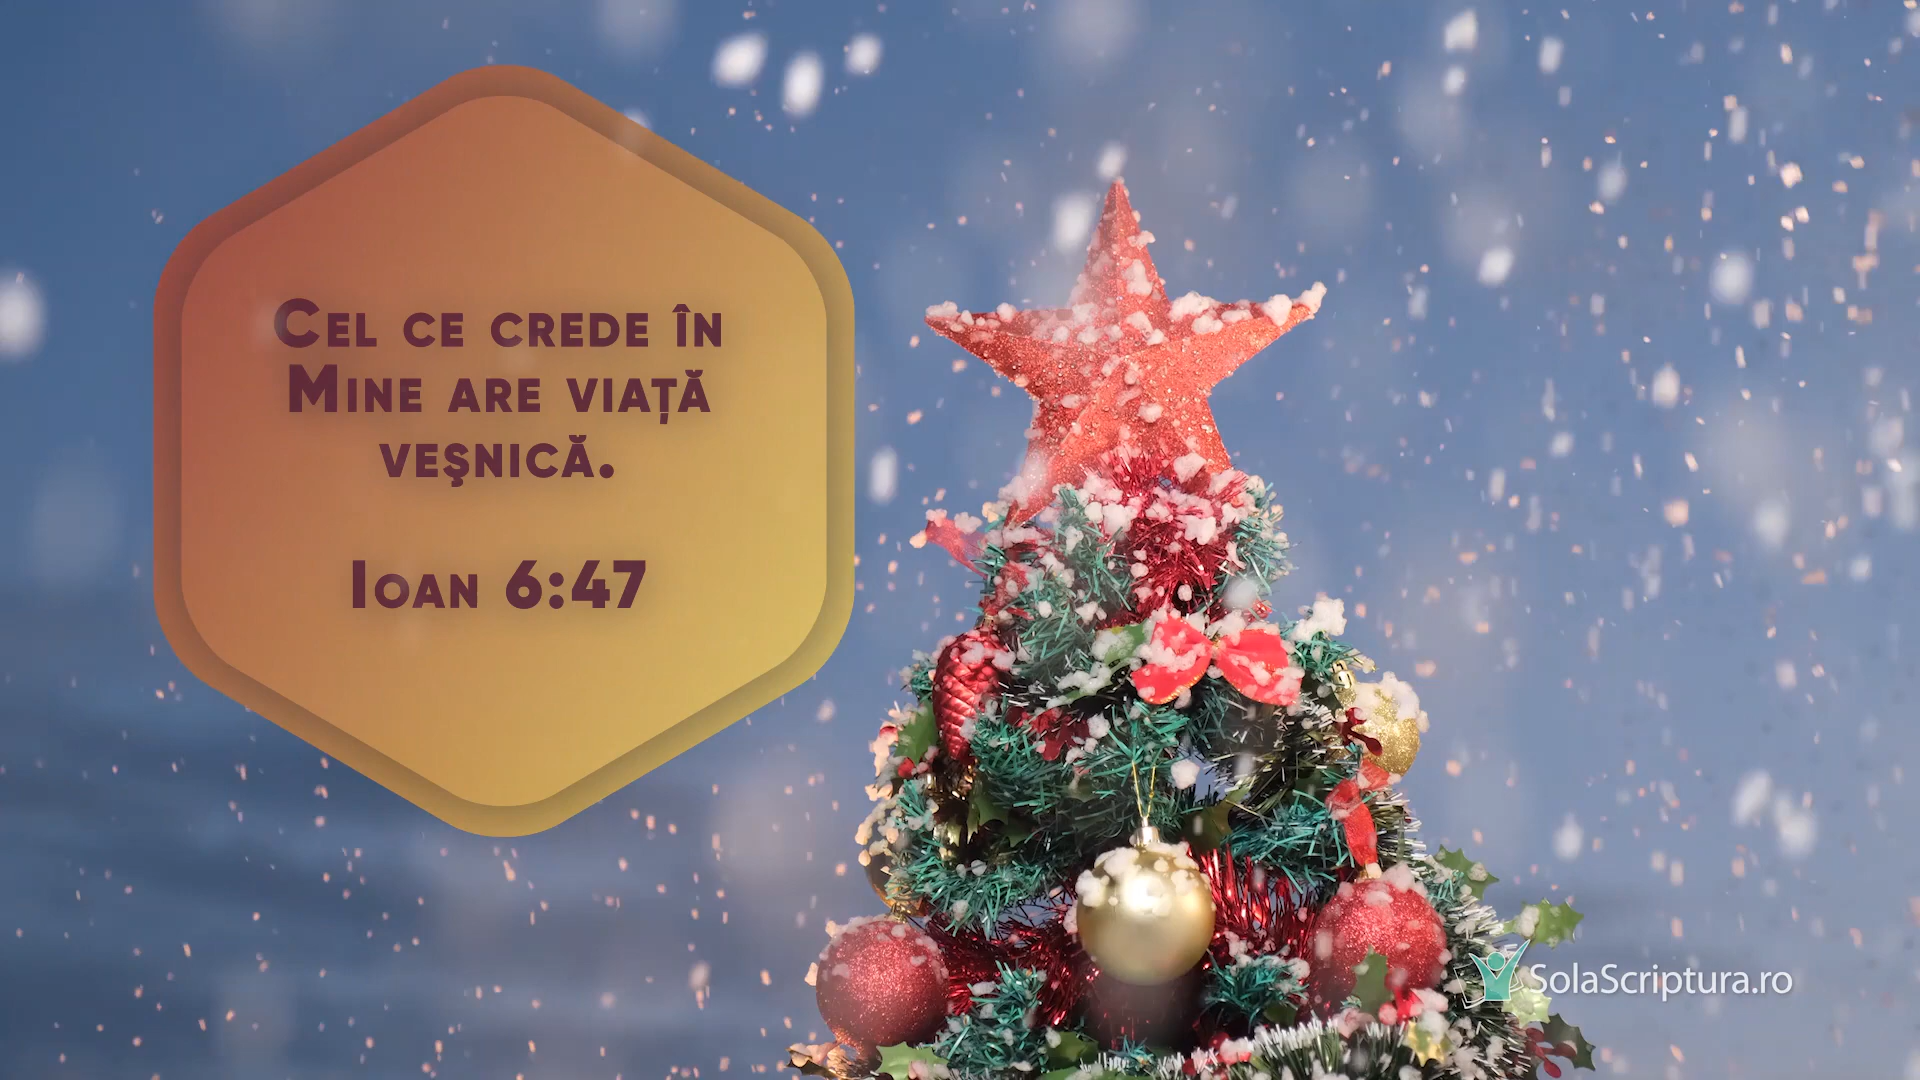 Cel ce crede în
Mine are viață
veşnică.
Ioan 6:47
SolaScriptura.ro